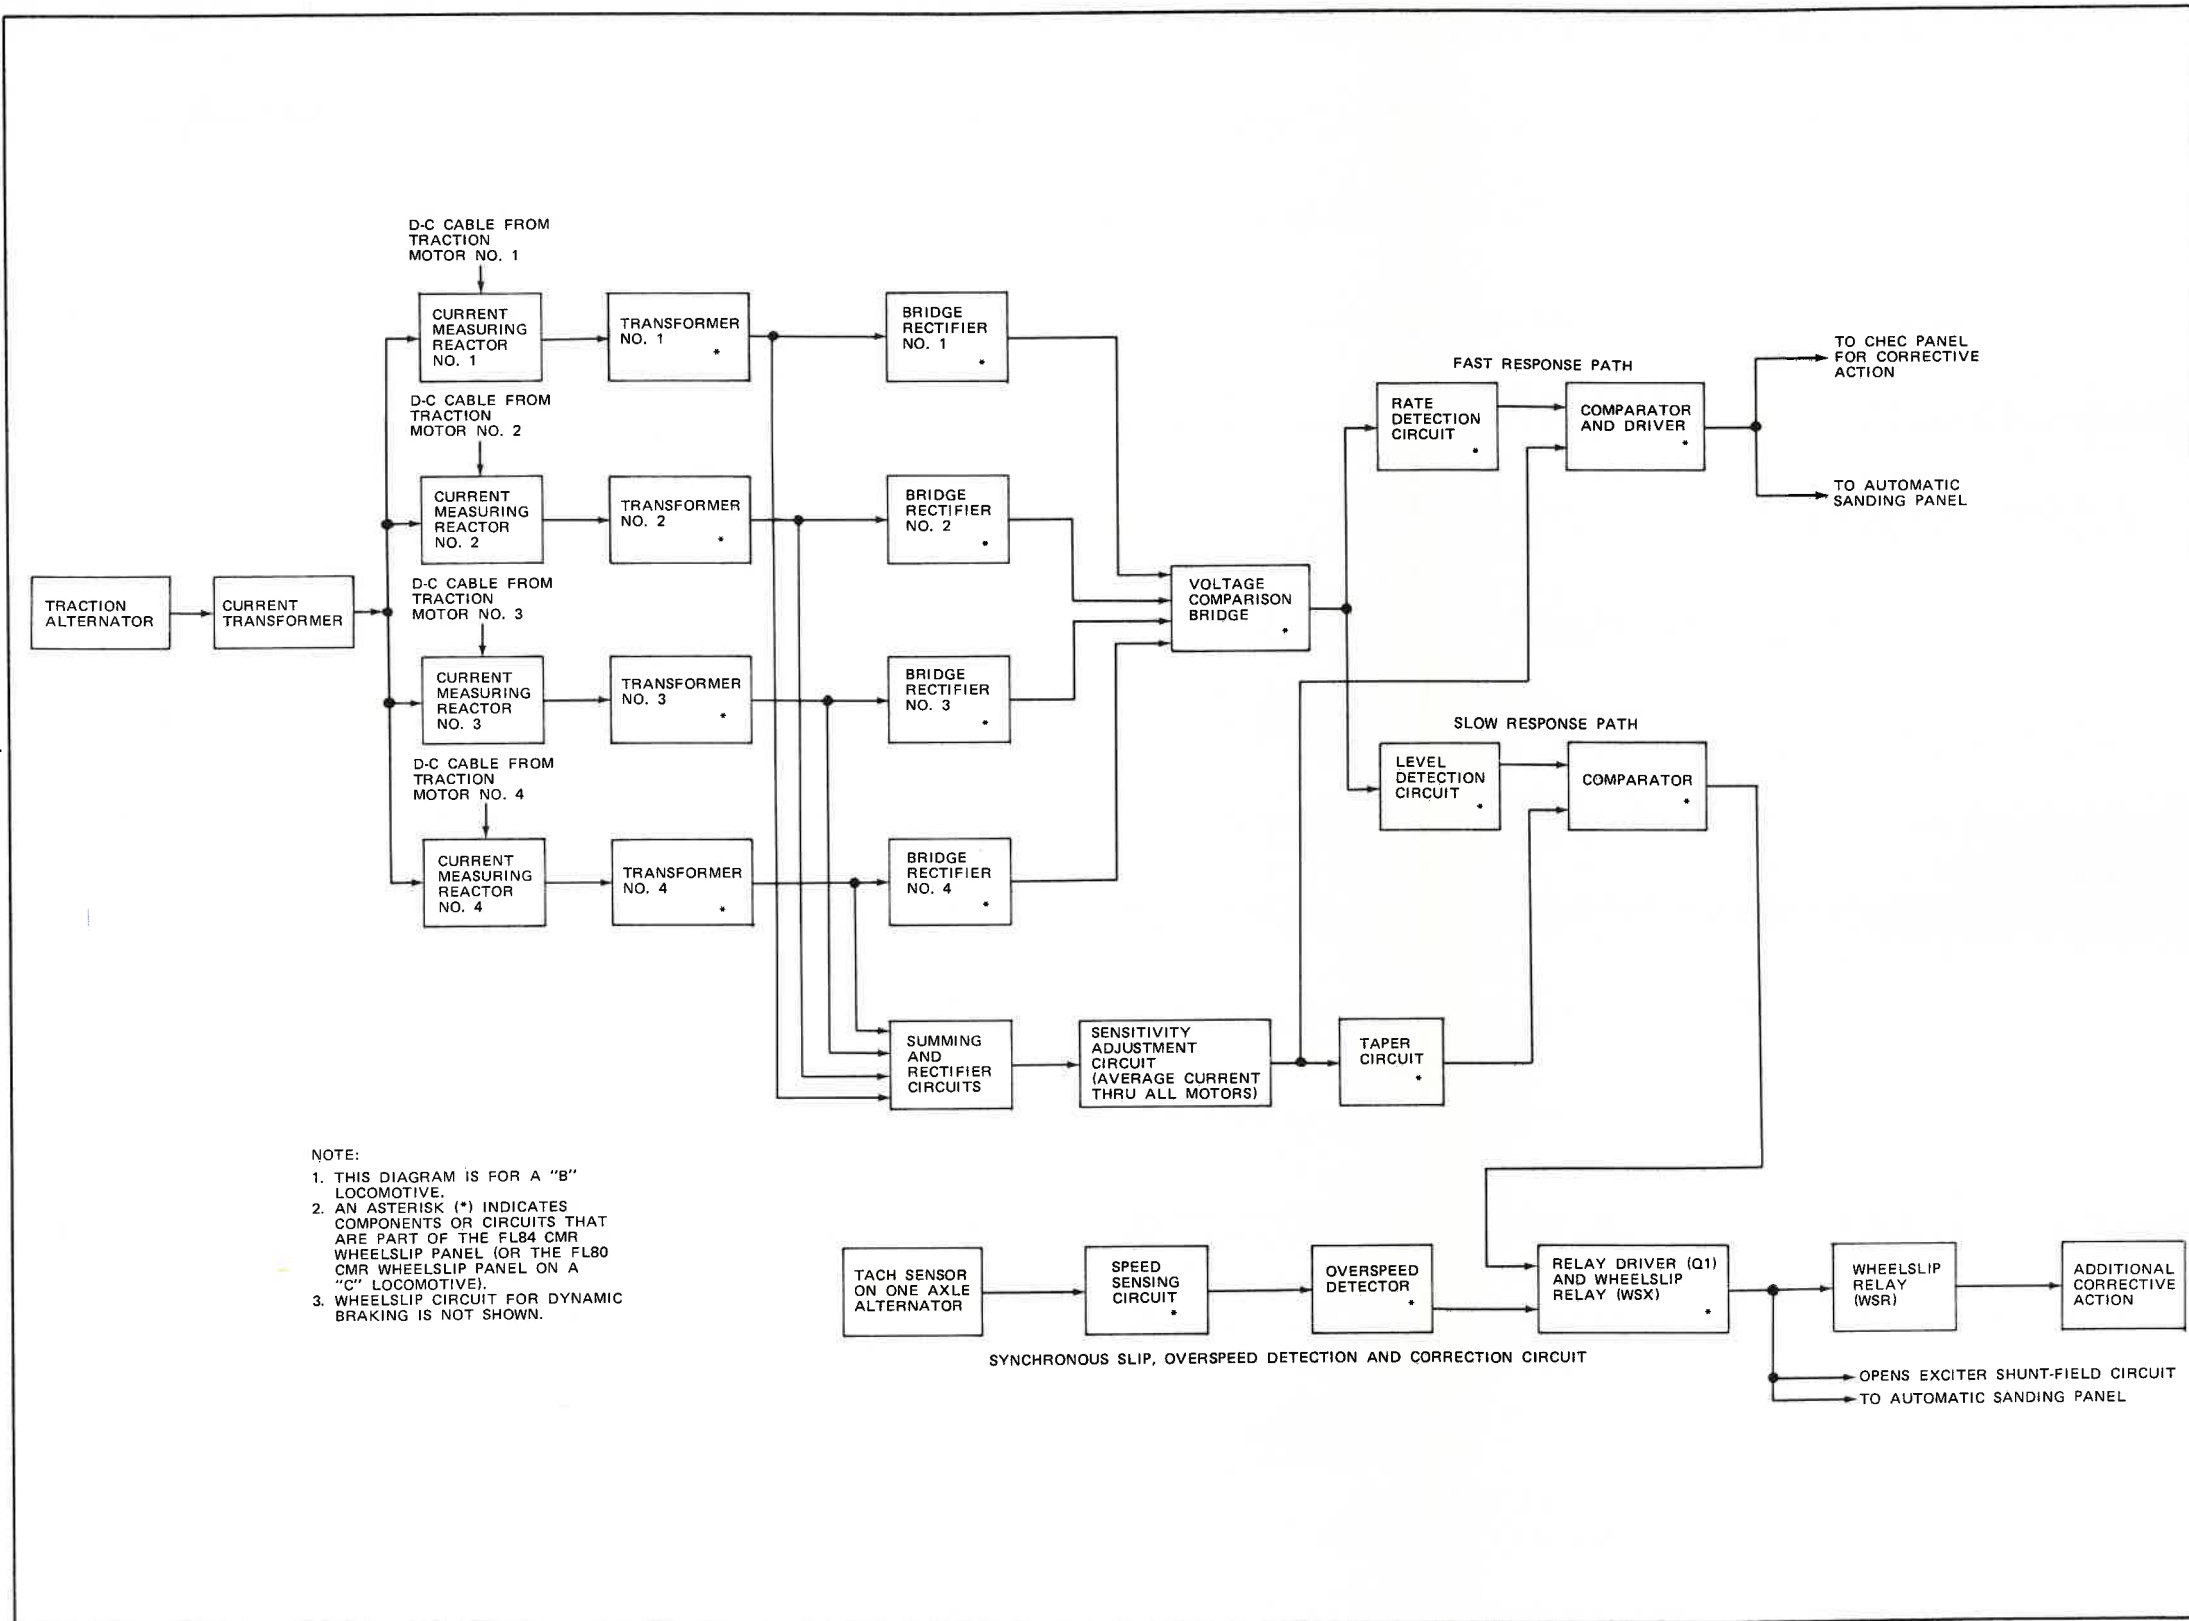 D-C CABLE FROM
TRACTION
MOTOR NO. 1
CURRENT
MEASURING
REACTOR
NO. 1
TRANSFORMER
NO. 1
*
BRIDGE
RECTIFIER
NO. 1
*
D-C CABLE FROM
TRACTION
MOTOR NO. 2
CURRENT
MEASURING
REACTOR
NO. 2
TRANSFORMER
NO. 2
*
BRIDGE
RECTIFIER
NO. 2
*
TRACTION
ALTERNATOR
CURRENT
TRANSFORMER
D-C CABLE FROM
TRACTION
MOTOR NO. 3
CURRENT
MEASURING
REACTOR
NO. 3
TRANSFORMER
NO. 3
*
BRIDGE
RECTIFIER
NO. 3
*
D-C CABLE FROM
TRACTION
MOTOR NO. 4
CURRENT
MEASURING
REACTOR
NO. 4
TRANSFORMER
NO. 4
*
BRIDGE
RECTIFIER
NO. 4
*
VOLTAGE
COMPARISON
BRIDGE
*
FAST RESPONSE PATH
RATE
DETECTION
CIRCUIT
*
COMPARATOR
AND DRIVER
*
TO CHEC PANEL
FOR CORRECTIVE
ACTION
TO AUTOMATIC
SANDING PANEL
SLOW RESPONSE PATH
LEVEL
DETECTION
CIRCUIT
*
COMPARATOR
*
SUMMING
AND
RECTIFIER
CIRCUITS
SENSITIVITY
ADJUSTMENT
CIRCUIT
(AVERAGE CURRENT
THRU ALL MOTORS)
TAPER
CIRCUIT
*
NOTE:
1. THIS DIAGRAM IS FOR A "B"
LOCOMOTIVE.
2. AN ASTERISK (*) INDICATES
COMPONENTS OR CIRCUITS THAT
ARE PART OF THE FL84 CMR
WHEELSLIP PANEL (OR THE FL80
CMR WHEELSLIP PANEL ON A
"C" LOCOMOTIVE).
3. WHEELSLIP CIRCUIT FOR DYNAMIC
BRAKING IS NOT SHOWN.
TACH SENSOR
ON ONE AXLE
ALTERNATOR
SPEED
SENSING
CIRCUIT
*
OVERSPEED
DETECTOR
*
RELAY DRIVER (Q1)
AND WHEELSLIP
RELAY (WSX)
*
WHEELSLIP
RELAY
(WSR)
ADDITIONAL
CORRECTIVE
ACTION
SYNCHRONOUS SLIP, OVERSPEED DETECTION AND CORRECTION CIRCUIT
OPENS EXCITER SHUNT-FIELD CIRCUIT
TO AUTOMATIC SANDING PANEL